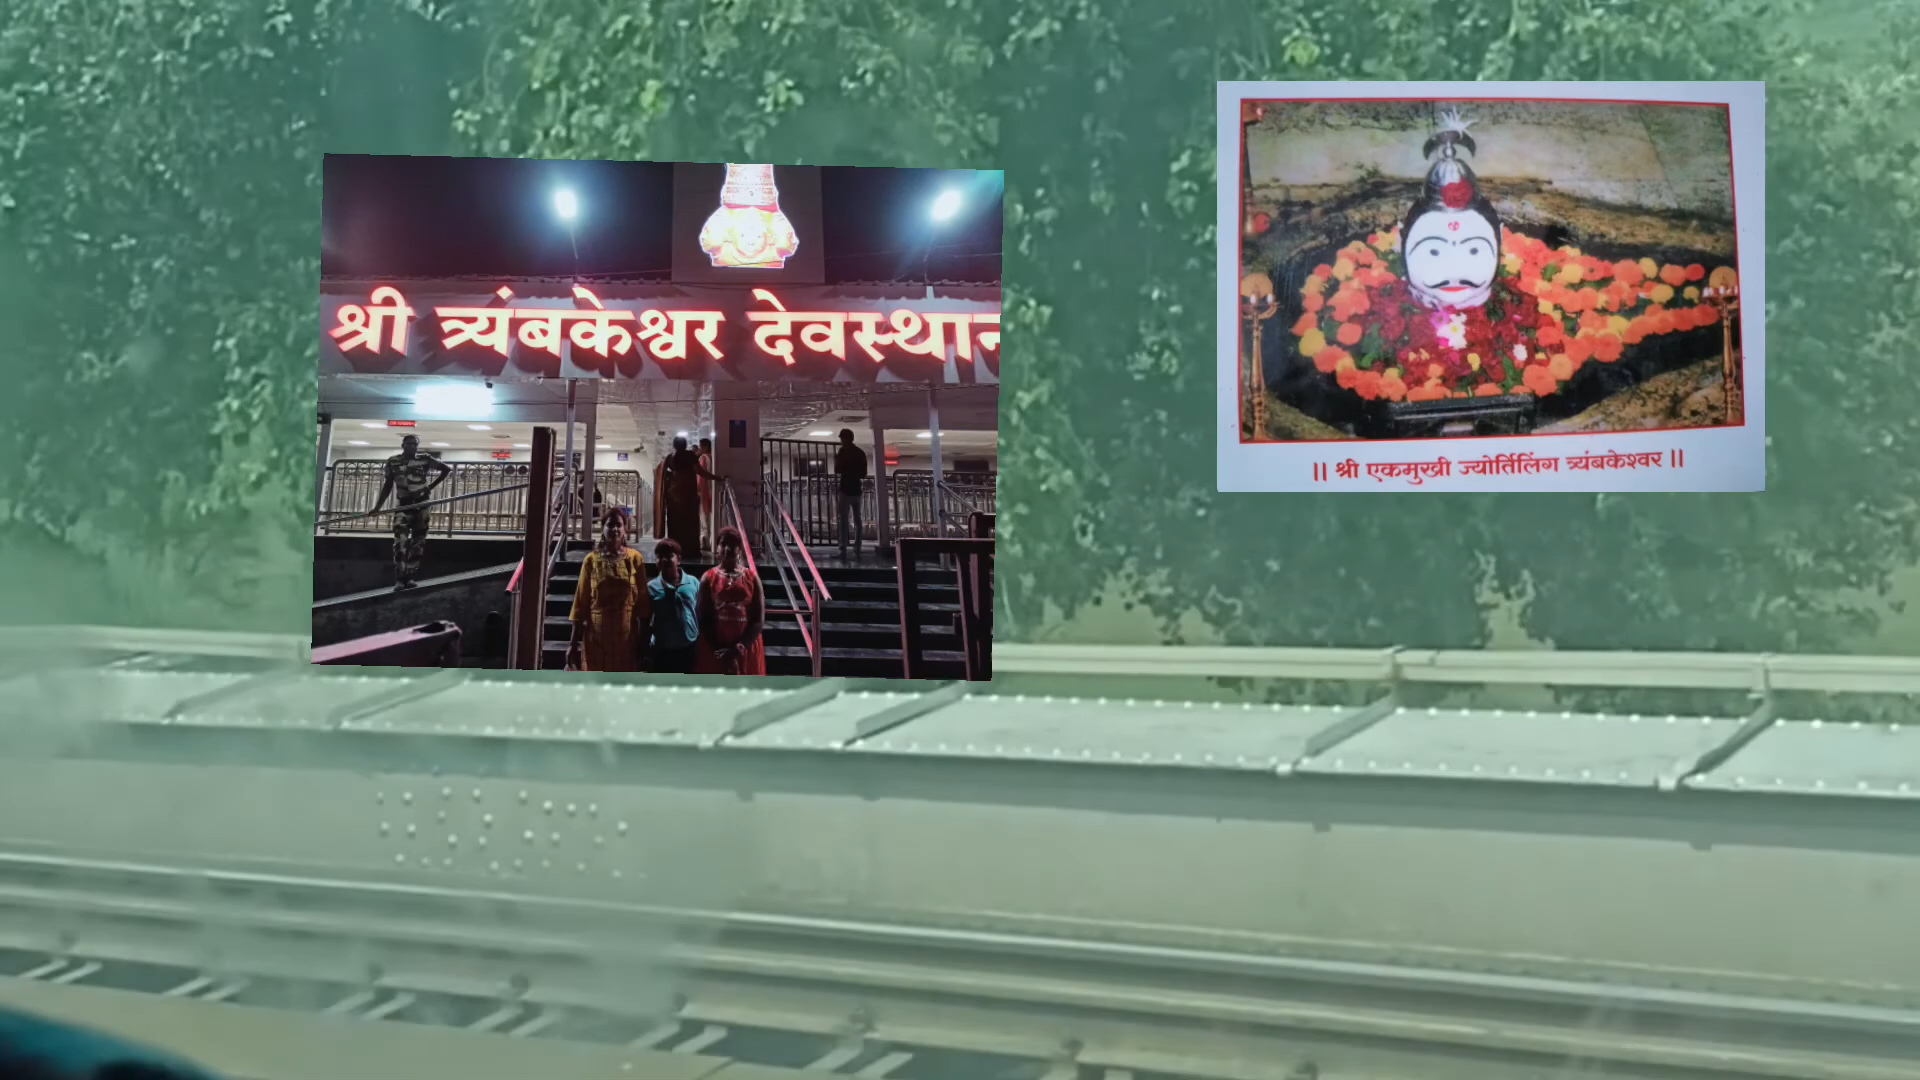 श्री त्र्यंबकेश्वर देवस्थान
|| श्री एकमुखी ज्योर्तिलिंग त्र्यंबकेश्वर ||